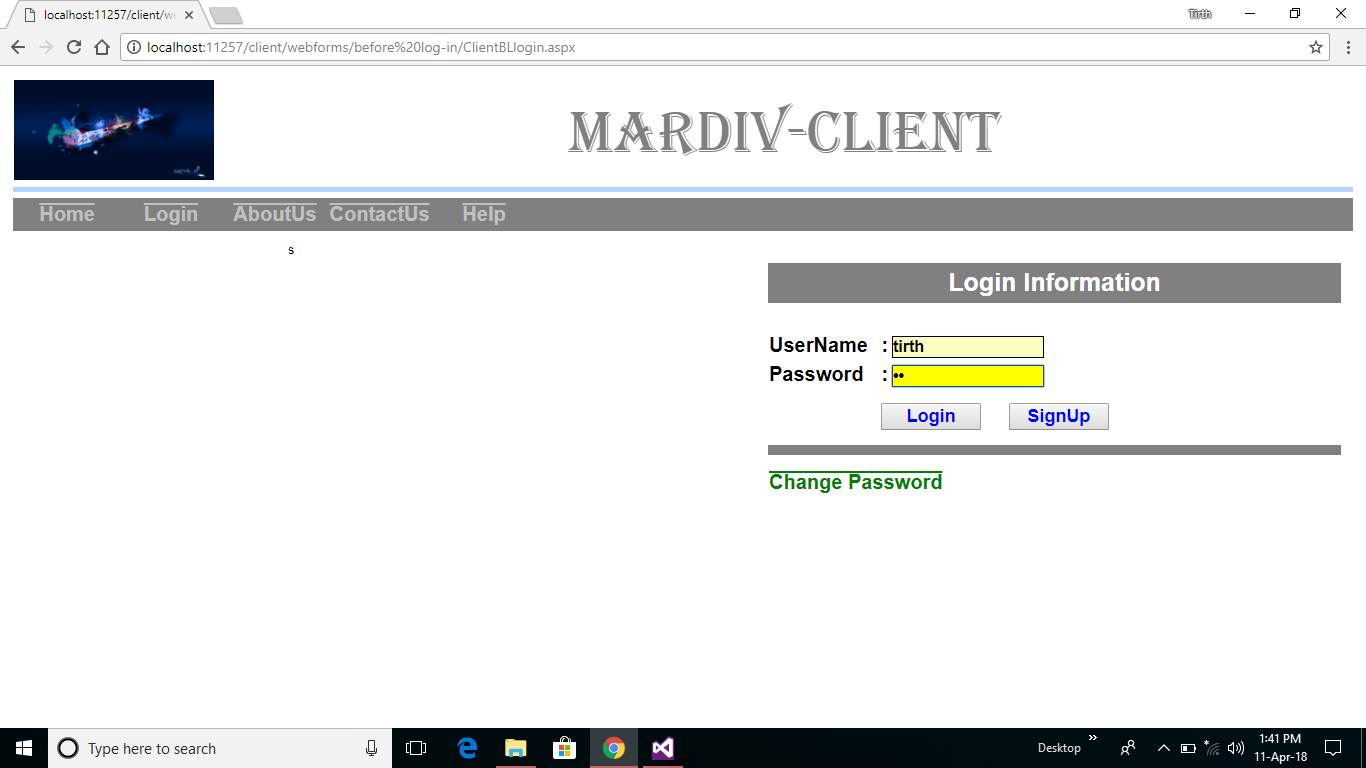 localhost:11257/client/we
Tirth
localhost:11257/client/webforms/before%20log-in/ClientBLlogin.aspx
MARDIV-CLIENT
Home Login AboutUs ContactUs Help
s
Login Information
UserName : tirth
Password : ••
Login SignUp
Change Password
Type here to search
Desktop
1:41 PM
11-Apr-18